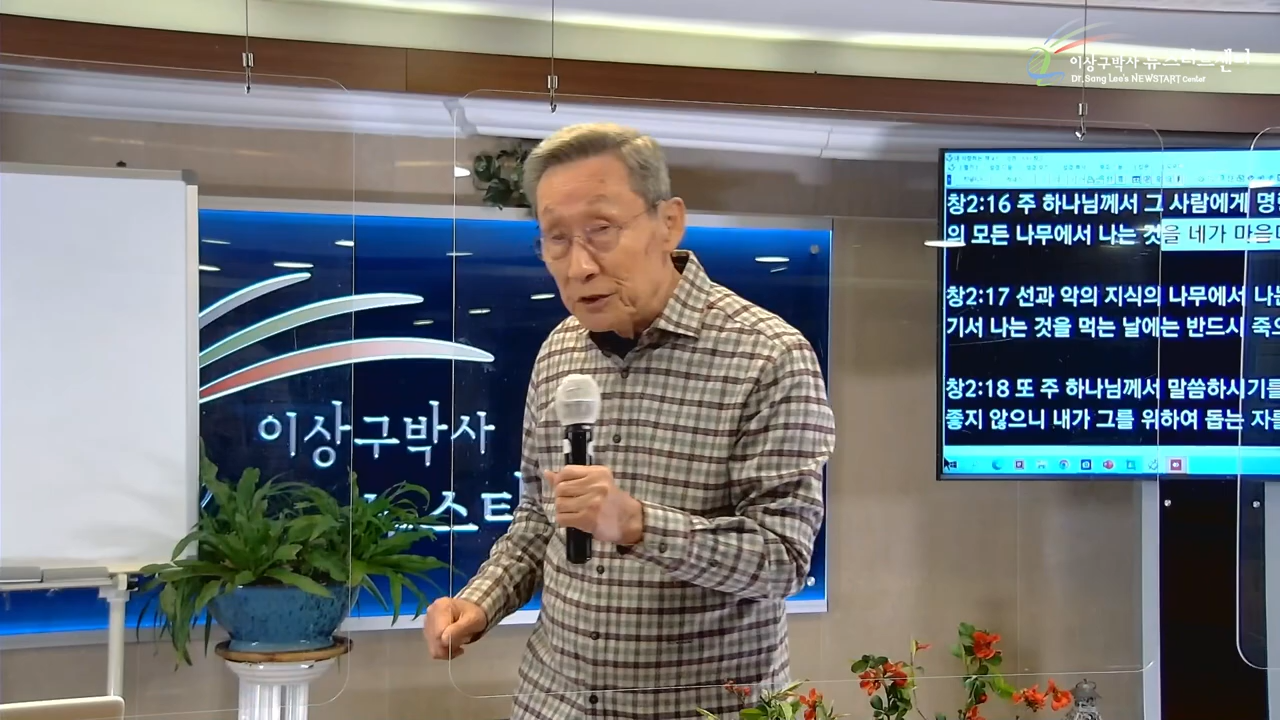 이상구박사 뉴스타트센터
Dr. Sang Lee's NEWSTART Center
창2:16 주 하나님께서 그 사람에게
의 모든 나무에서 나는 것을 네가
창2:17 선과 악의 지식의 나무에서
기서 나는 것을 먹는 날에는 반드시
창2:18 또 주 하나님께서 말씀하시기를
좋지 않으니 내가 그를 위하여 돕는 자를
이상구박사